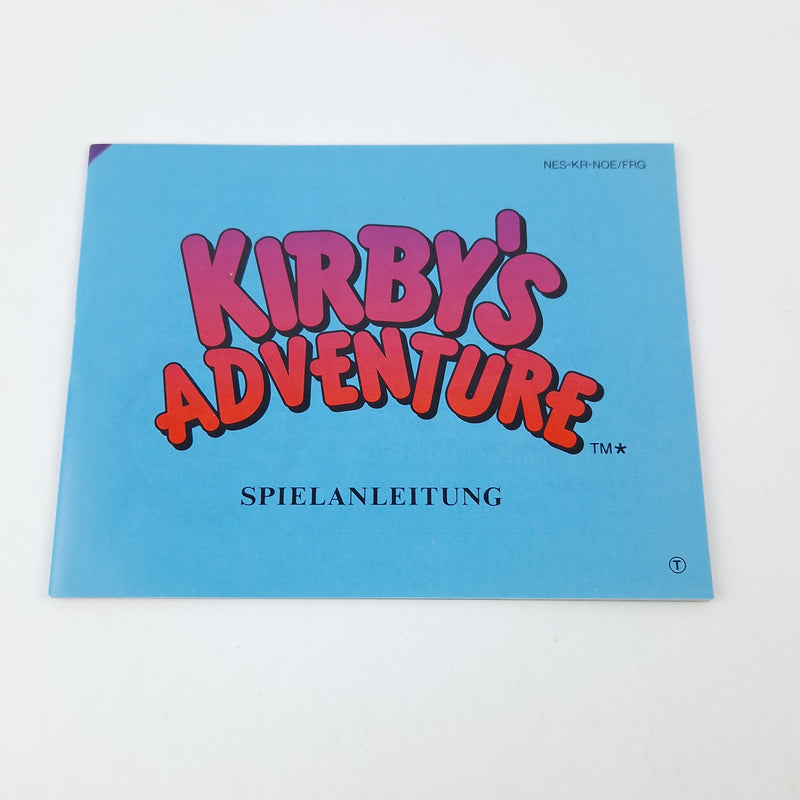 NES-KR-NOE/FRG
KIRBY'S
ADVENTURE
TM*
SPIELANLEITUNG
T